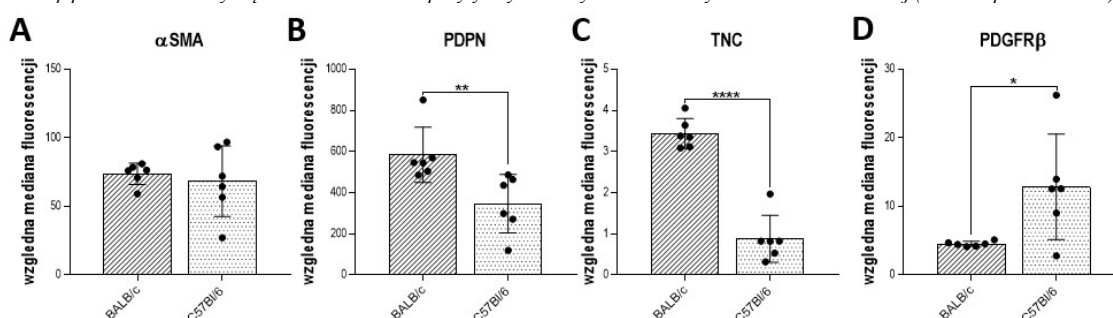 A
αSMA
względna mediana fluorescencji
150
100
50
0
BALB/c
C57Bl/6
B
PDPN
**
względna mediana fluorescencji
1000
800
600
400
200
0
BALB/c
C57Bl/6
C
TNC
****
względna mediana fluorescencji
5
4
3
2
1
0
BALB/c
C57Bl/6
D
PDGFRβ
*
względna mediana fluorescencji
30
20
10
0
BALB/c
C57Bl/6